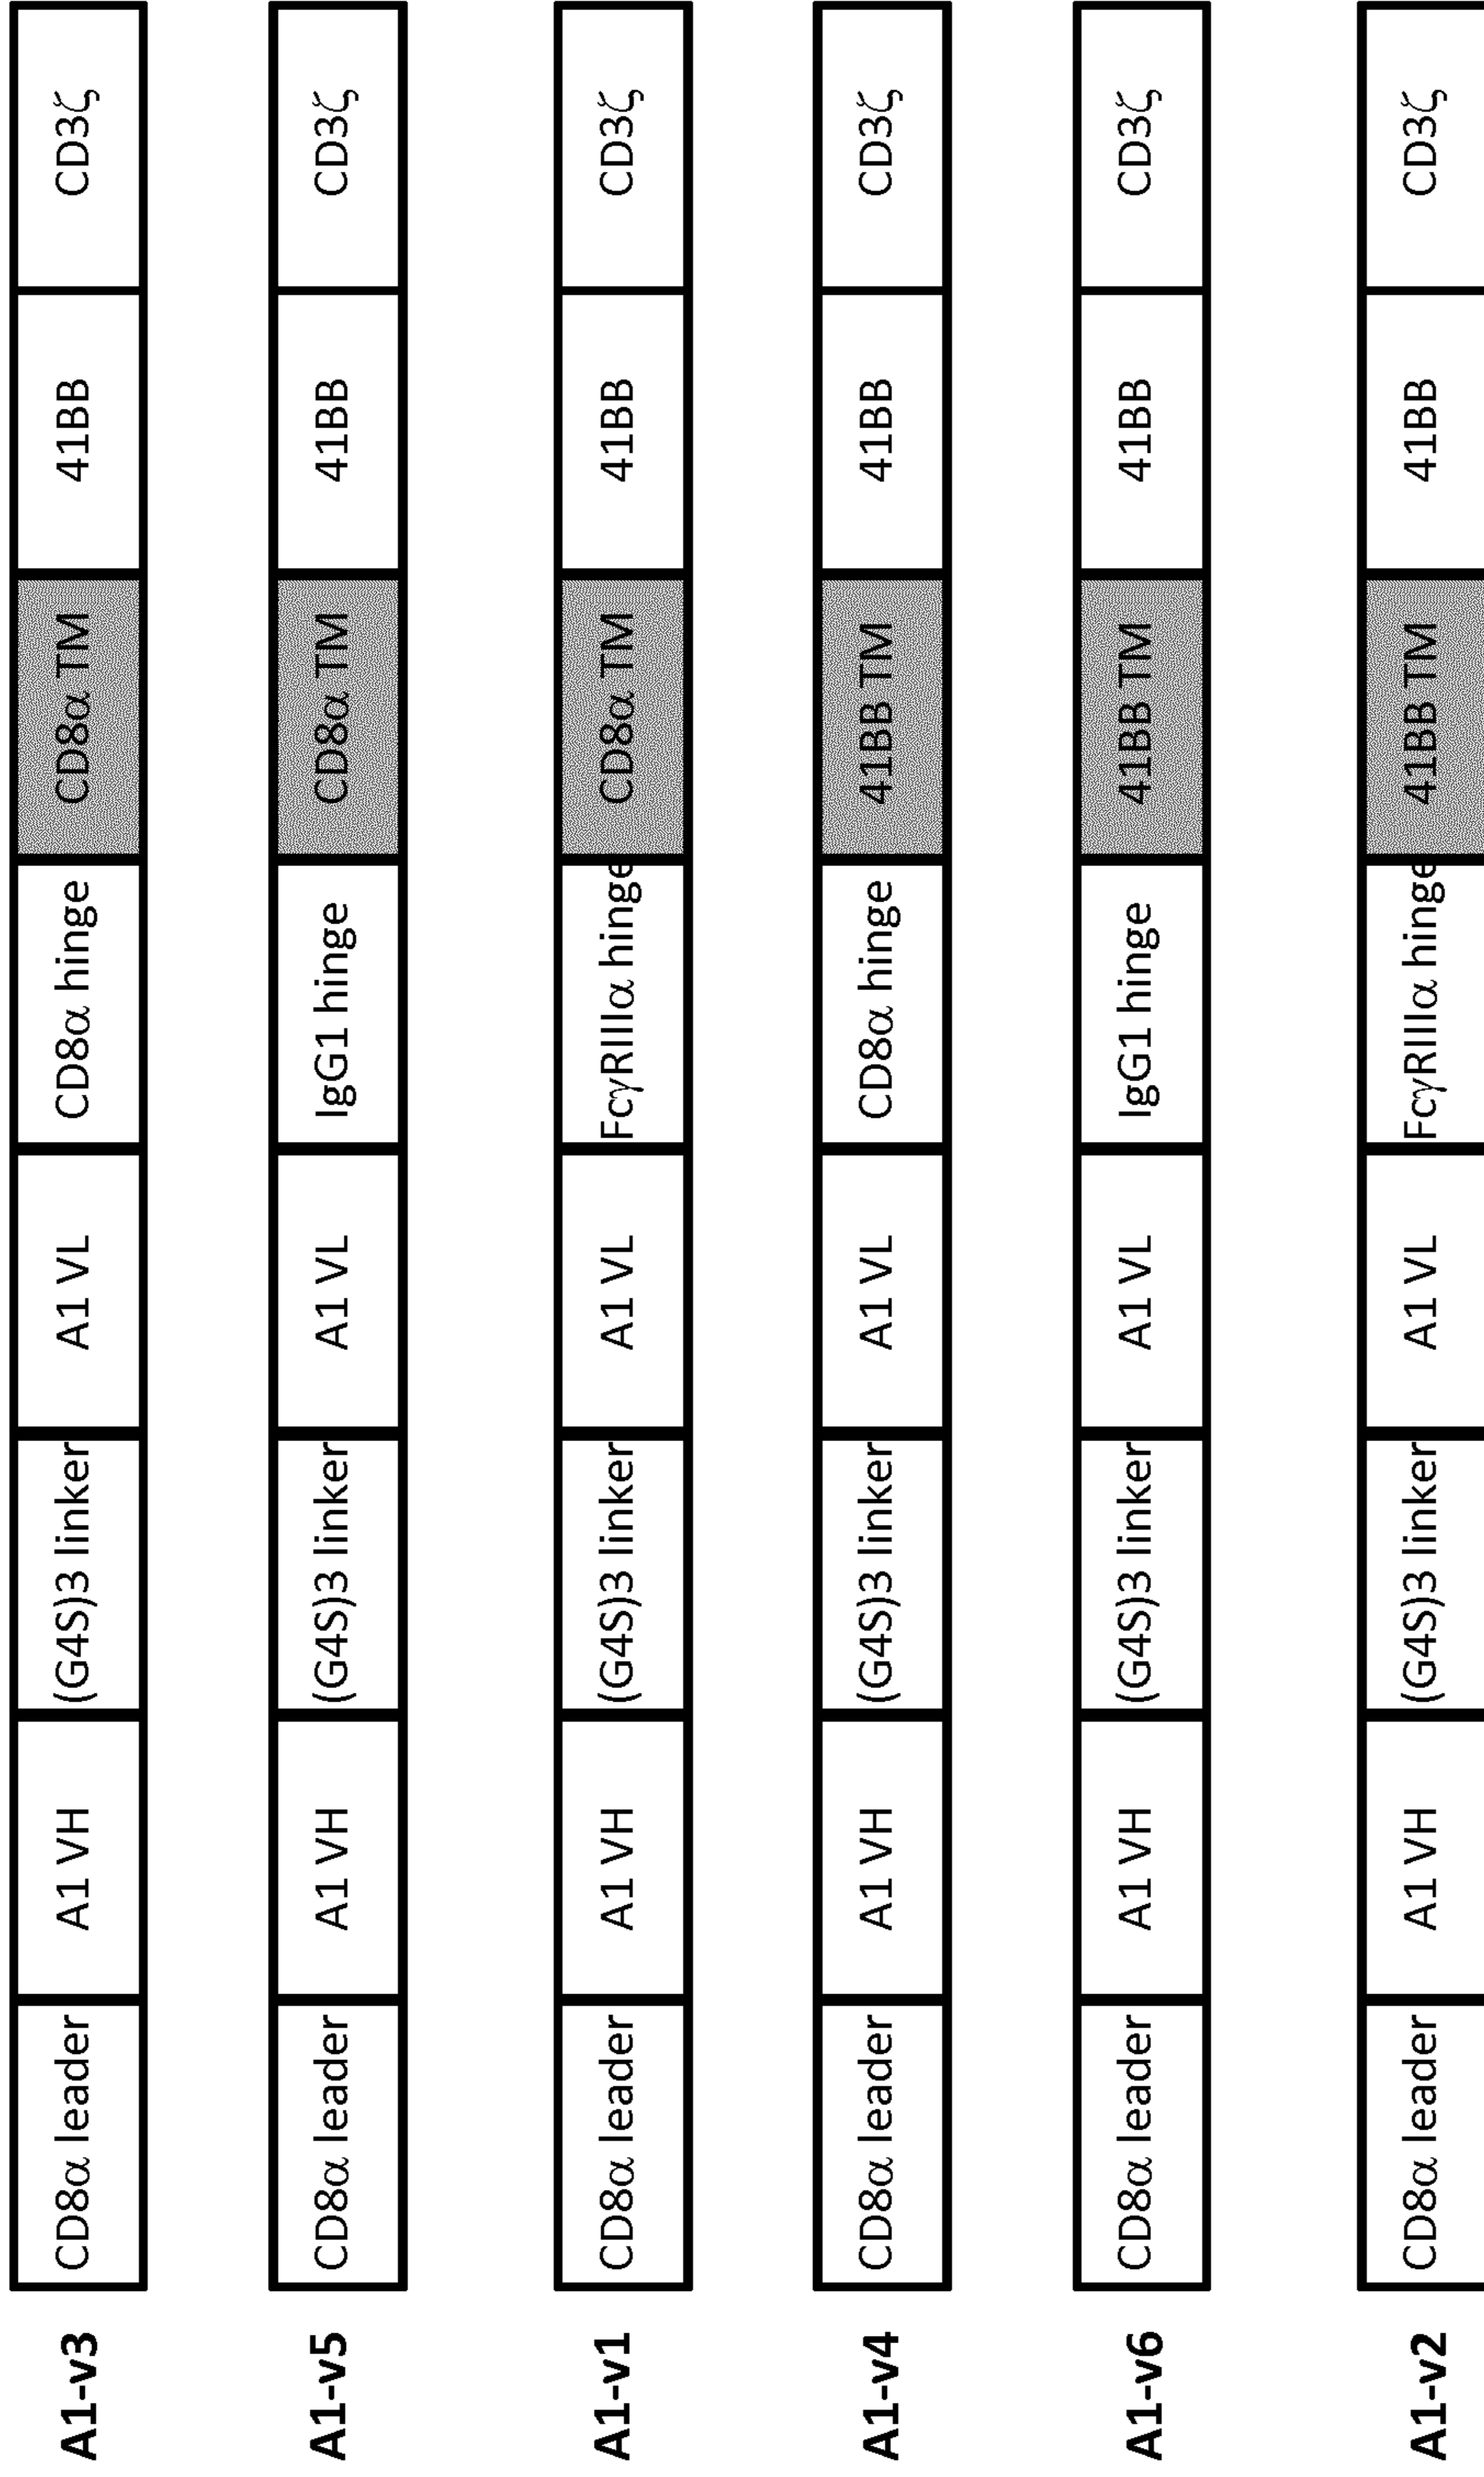 A1-v3 CD8α leader A1 VH (G4S)3 linker A1 VL CD8α hinge CD8α TM 41BB CD3ζ
A1-v5 CD8α leader A1 VH (G4S)3 linker A1 VL IgG1 hinge CD8α TM 41BB CD3ζ
A1-v1 CD8α leader A1 VH (G4S)3 linker A1 VL FcγRIIIα hinge CD8α TM 41BB CD3ζ
A1-v4 CD8α leader A1 VH (G4S)3 linker A1 VL CD8α hinge 41BB TM 41BB CD3ζ
A1-v6 CD8α leader A1 VH (G4S)3 linker A1 VL IgG1 hinge 41BB TM 41BB CD3ζ
A1-v2 CD8α leader A1 VH (G4S)3 linker A1 VL FcγRIIIα hinge 41BB TM 41BB CD3ζ